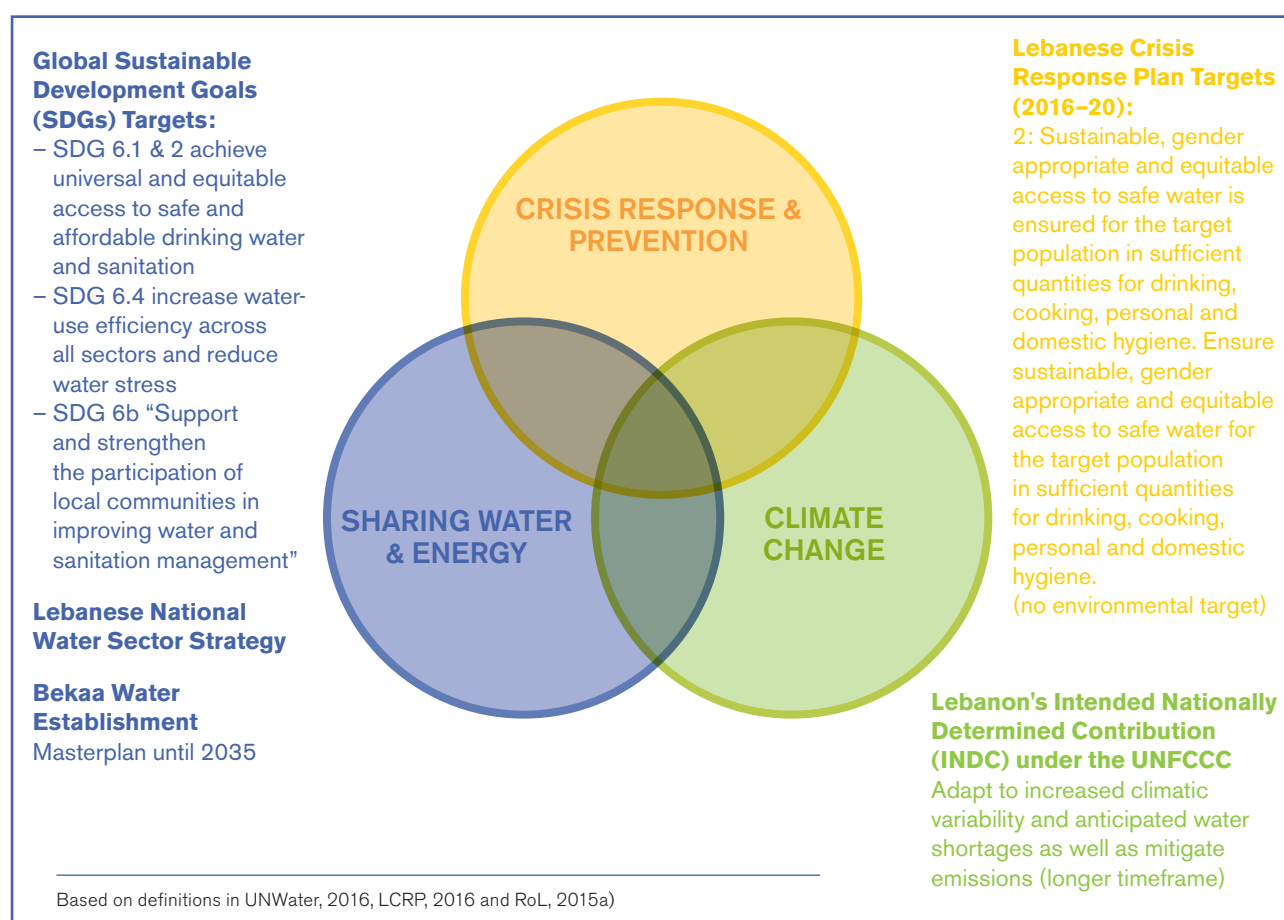 Global Sustainable
Development Goals
(SDGs) Targets:
– SDG 6.1 & 2 achieve
universal and equitable
access to safe and
affordable drinking water
and sanitation
– SDG 6.4 increase water-
use efficiency across
all sectors and reduce
water stress
– SDG 6b “Support
and strengthen
the participation of
local communities in
improving water and
sanitation management”
Lebanese National
Water Sector Strategy
Bekaa Water
Establishment
Masterplan until 2035
CRISIS RESPONSE &
PREVENTION
SHARING WATER
& ENERGY
CLIMATE
CHANGE
Lebanese Crisis
Response Plan Targets
(2016–20):
2: Sustainable, gender
appropriate and equitable
access to safe water is
ensured for the target
population in sufficient
quantities for drinking,
cooking, personal and
domestic hygiene. Ensure
sustainable, gender
appropriate and equitable
access to safe water for
the target population
in sufficient quantities
for drinking, cooking,
personal and domestic
hygiene.
(no environmental target)
Lebanon's Intended Nationally
Determined Contribution
(INDC) under the UNFCCC
Adapt to increased climatic
variability and anticipated water
shortages as well as mitigate
emissions (longer timeframe)
Based on definitions in UNWater, 2016, LCRP, 2016 and RoL, 2015a)